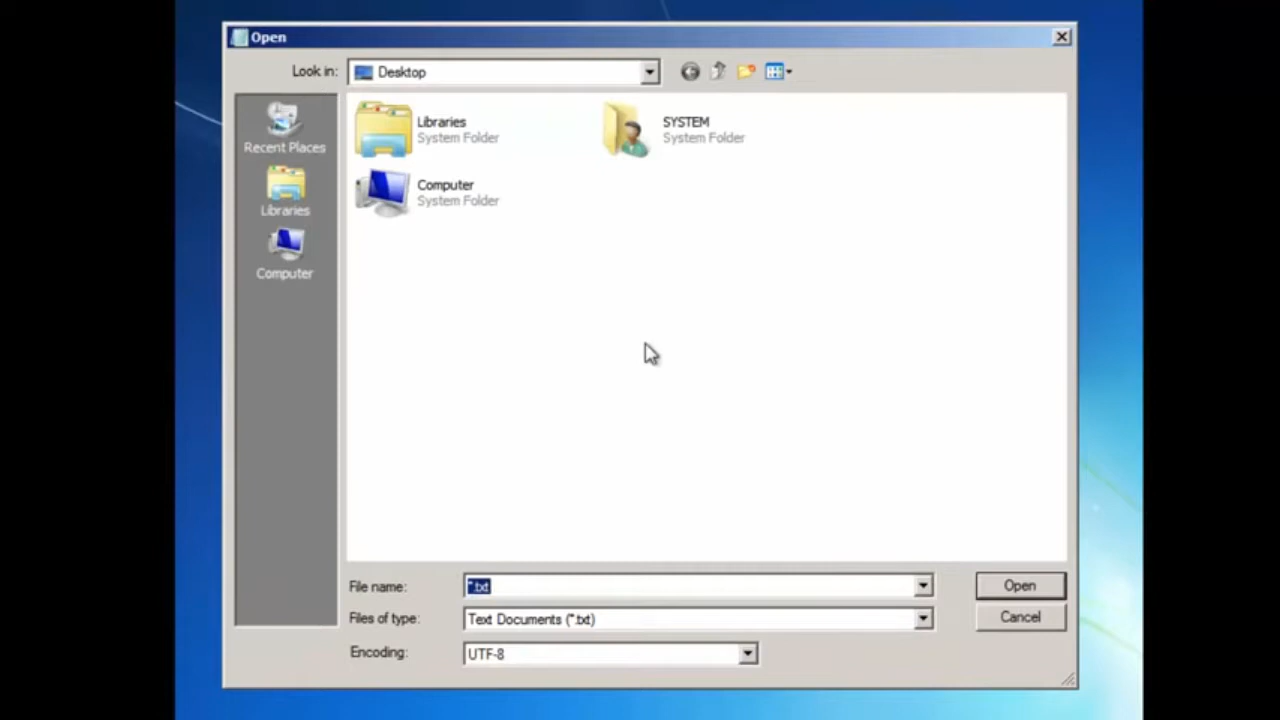 Open
Look in:
Desktop
Recent Places
Libraries
Computer
Libraries
System Folder
SYSTEM
System Folder
Computer
System Folder
File name:
*.txt
Open
Files of type:
Text Documents (*.txt)
Cancel
Encoding:
UTF-8